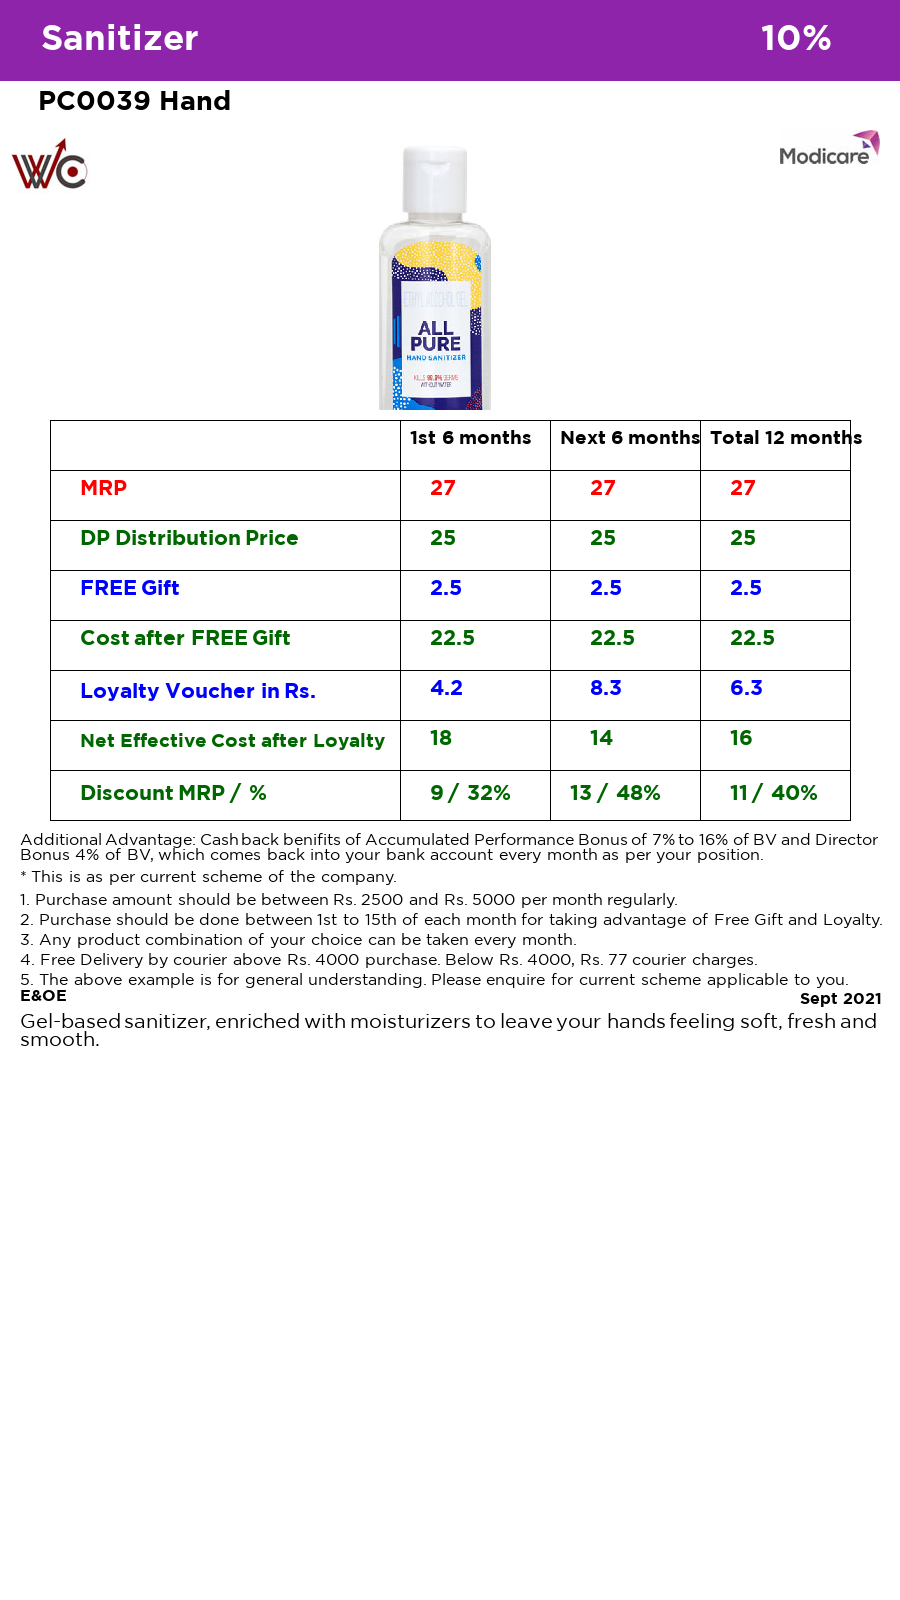 Sanitizer 10%
PC0039 Hand
WC
Modicare
ETHYL ALCOHOL GEL
ALL
PURE
HAND SANITIZER
KILLS 99.9% GERMS
WITHOUT WATER
1st 6 months Next 6 months Total 12 months
MRP 27 27 27
DP Distribution Price 25 25 25
FREE Gift 2.5 2.5 2.5
Cost after FREE Gift 22.5 22.5 22.5
Loyalty Voucher in Rs. 4.2 8.3 6.3
Net Effective Cost after Loyalty 18 14 16
Discount MRP / % 9 / 32% 13 / 48% 11 / 40%
Additional Advantage: Cashback benifits of Accumulated Performance Bonus of 7% to 16% of BV and Director
Bonus 4% of BV, which comes back into your bank account every month as per your position.
* This is as per current scheme of the company.
1. Purchase amount should be between Rs. 2500 and Rs. 5000 per month regularly.
2. Purchase should be done between 1st to 15th of each month for taking advantage of Free Gift and Loyalty.
3. Any product combination of your choice can be taken every month.
4. Free Delivery by courier above Rs. 4000 purchase. Below Rs. 4000, Rs. 77 courier charges.
5. The above example is for general understanding. Please enquire for current scheme applicable to you.
E&OE
Sept 2021
Gel-based sanitizer, enriched with moisturizers to leave your hands feeling soft, fresh and
smooth.